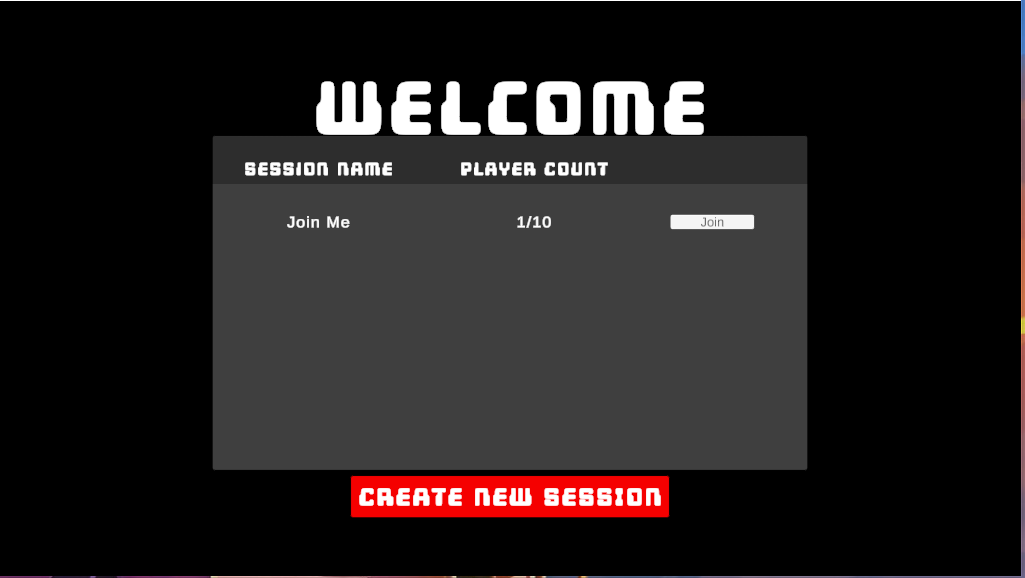 WELCOME
SESSION NAME PLAYER COUNT
Join Me 1/10 Join
CREATE NEW SESSION